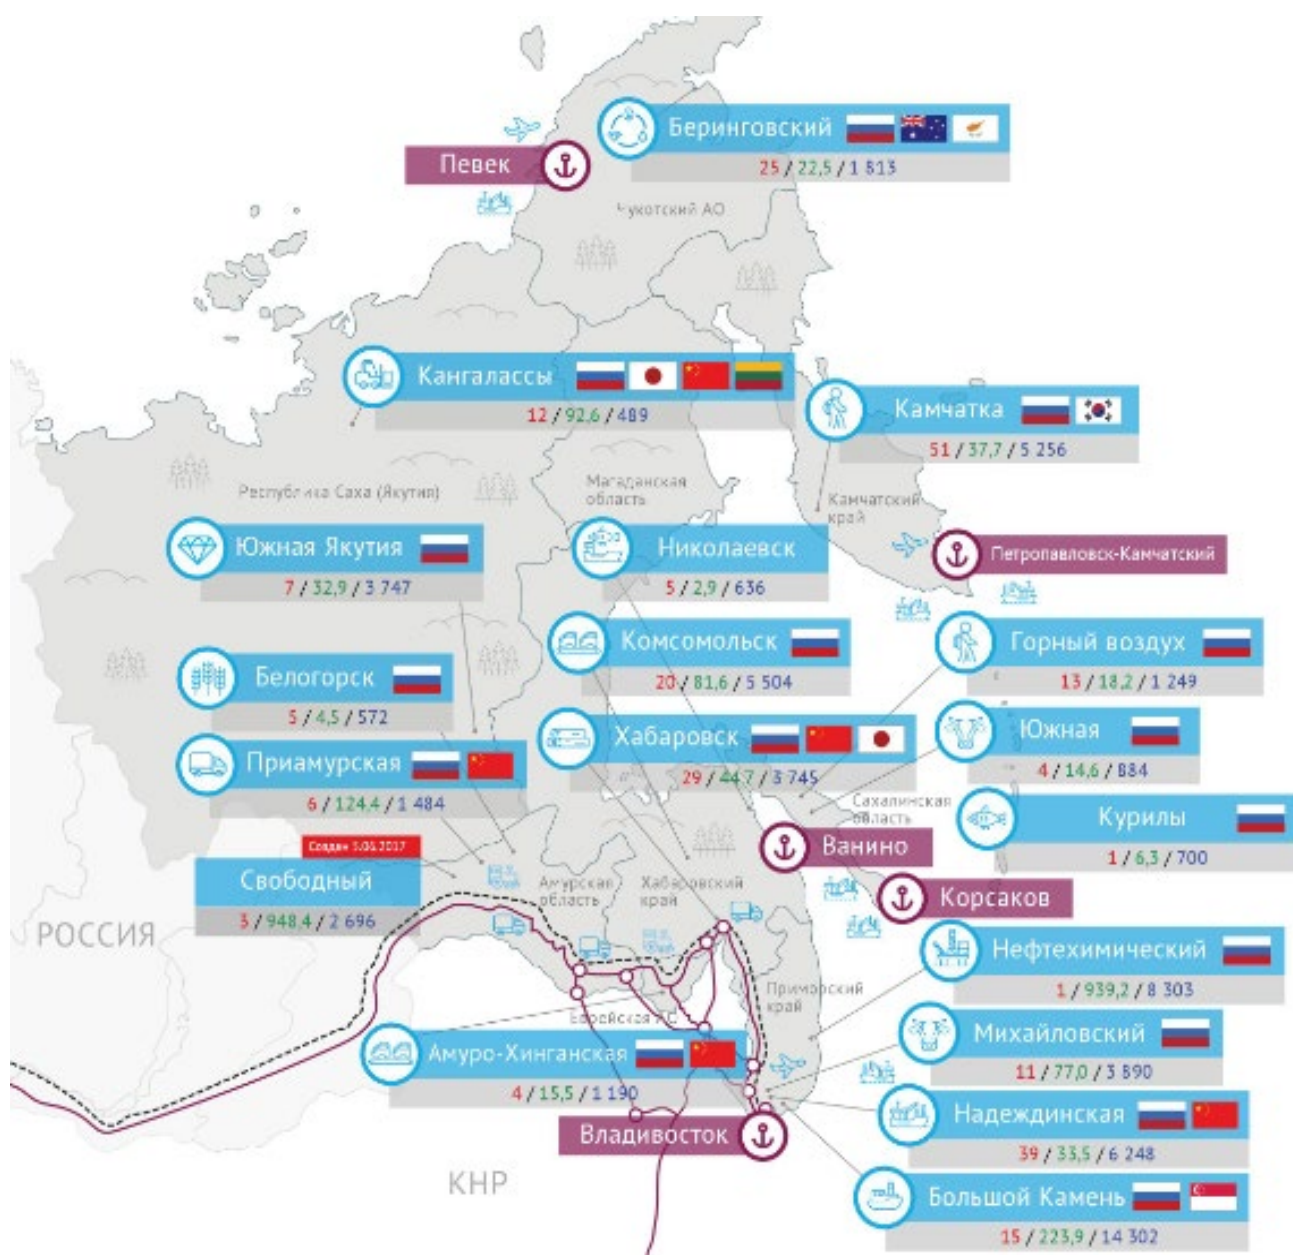 Беринговский
25 / 22,5 / 1 813
Певек
Чукотский АО
Кангалассы
12 / 92,6 / 489
Камчатка
51 / 37,7 / 5 256
Республика Саха (Якутия)
Магаданская
область
Камчатский
край
Южная Якутия
7 / 32,9 / 3 747
Николаевск
5 / 2,9 / 636
Петропавловск-Камчатский
Комсомольск
20 / 81,6 / 5 504
Горный воздух
13 / 18,2 / 1 249
Белогорск
5 / 4,5 / 572
Хабаровск
29 / 44,7 / 3 745
Южная
4 / 14,6 / 884
Приамурская
6 / 124,4 / 1 484
Сахалинская
область
Курилы
1 / 6,3 / 700
Создан 3.06.2017
Свободный
3 / 948,4 / 2 696
Амурская
область
Хабаровский
край
Ванино
Корсаков
РОССИЯ
Нефтехимический
1 / 939,2 / 8 303
Приморский
край
Еврейская АО
Амуро-Хинганская
4 / 15,5 / 1 190
Михайловский
11 / 77,0 / 3 890
Надеждинская
39 / 33,5 / 6 248
Владивосток
КНР
Большой Камень
15 / 223,9 / 14 302